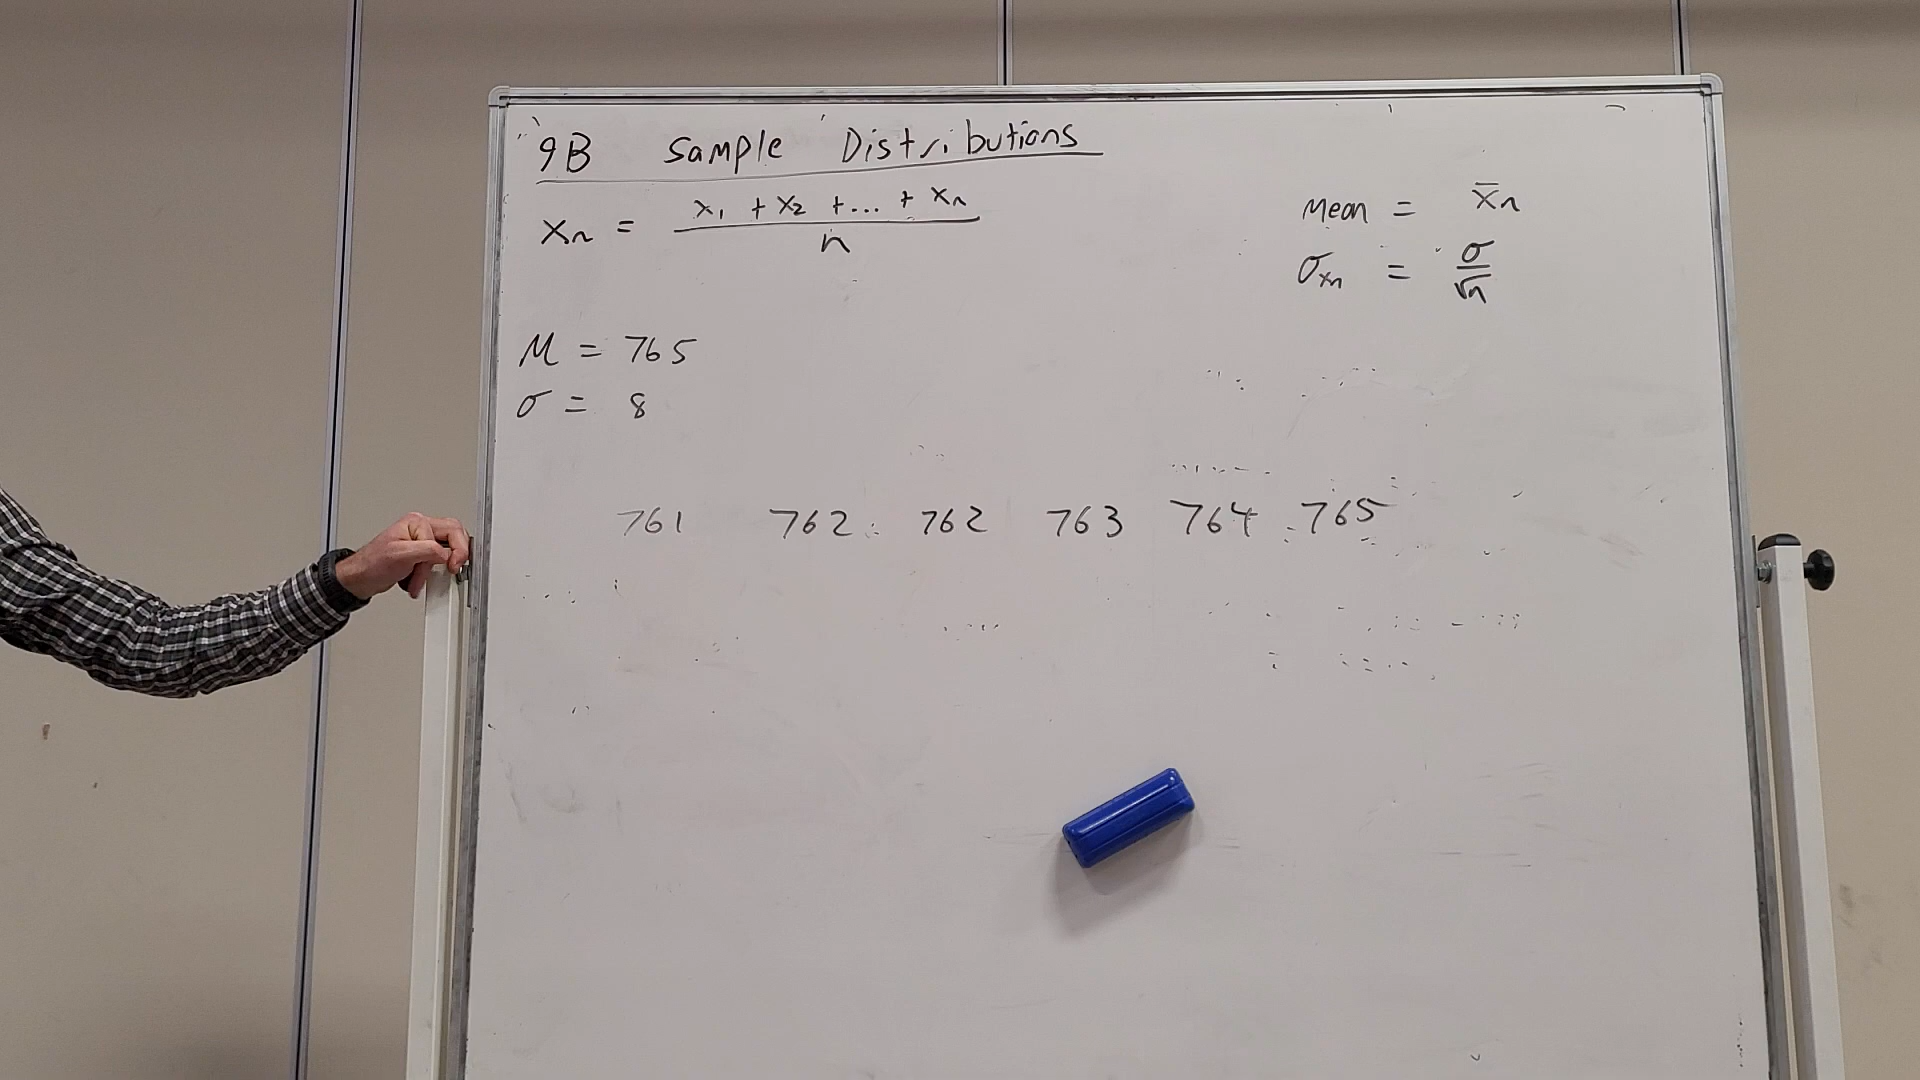 9B Sample Distributions
xn = x1 + x2 + ... + xn / n
Mean = x̄n
σxn = σ/√n
M = 765
σ = 8
761 762 762 763 764 765